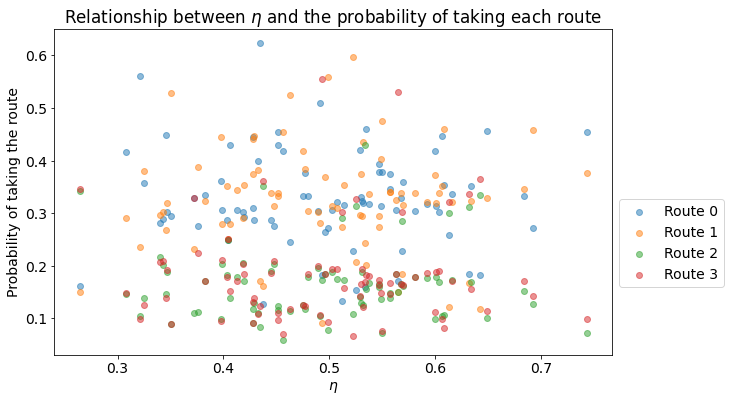 Relationship between η and the probability of taking each route
Probability of taking the route
0.6
0.5
0.4
0.3
0.2
0.1
0.3 0.4 0.5 0.6 0.7
η
Route 0
Route 1
Route 2
Route 3